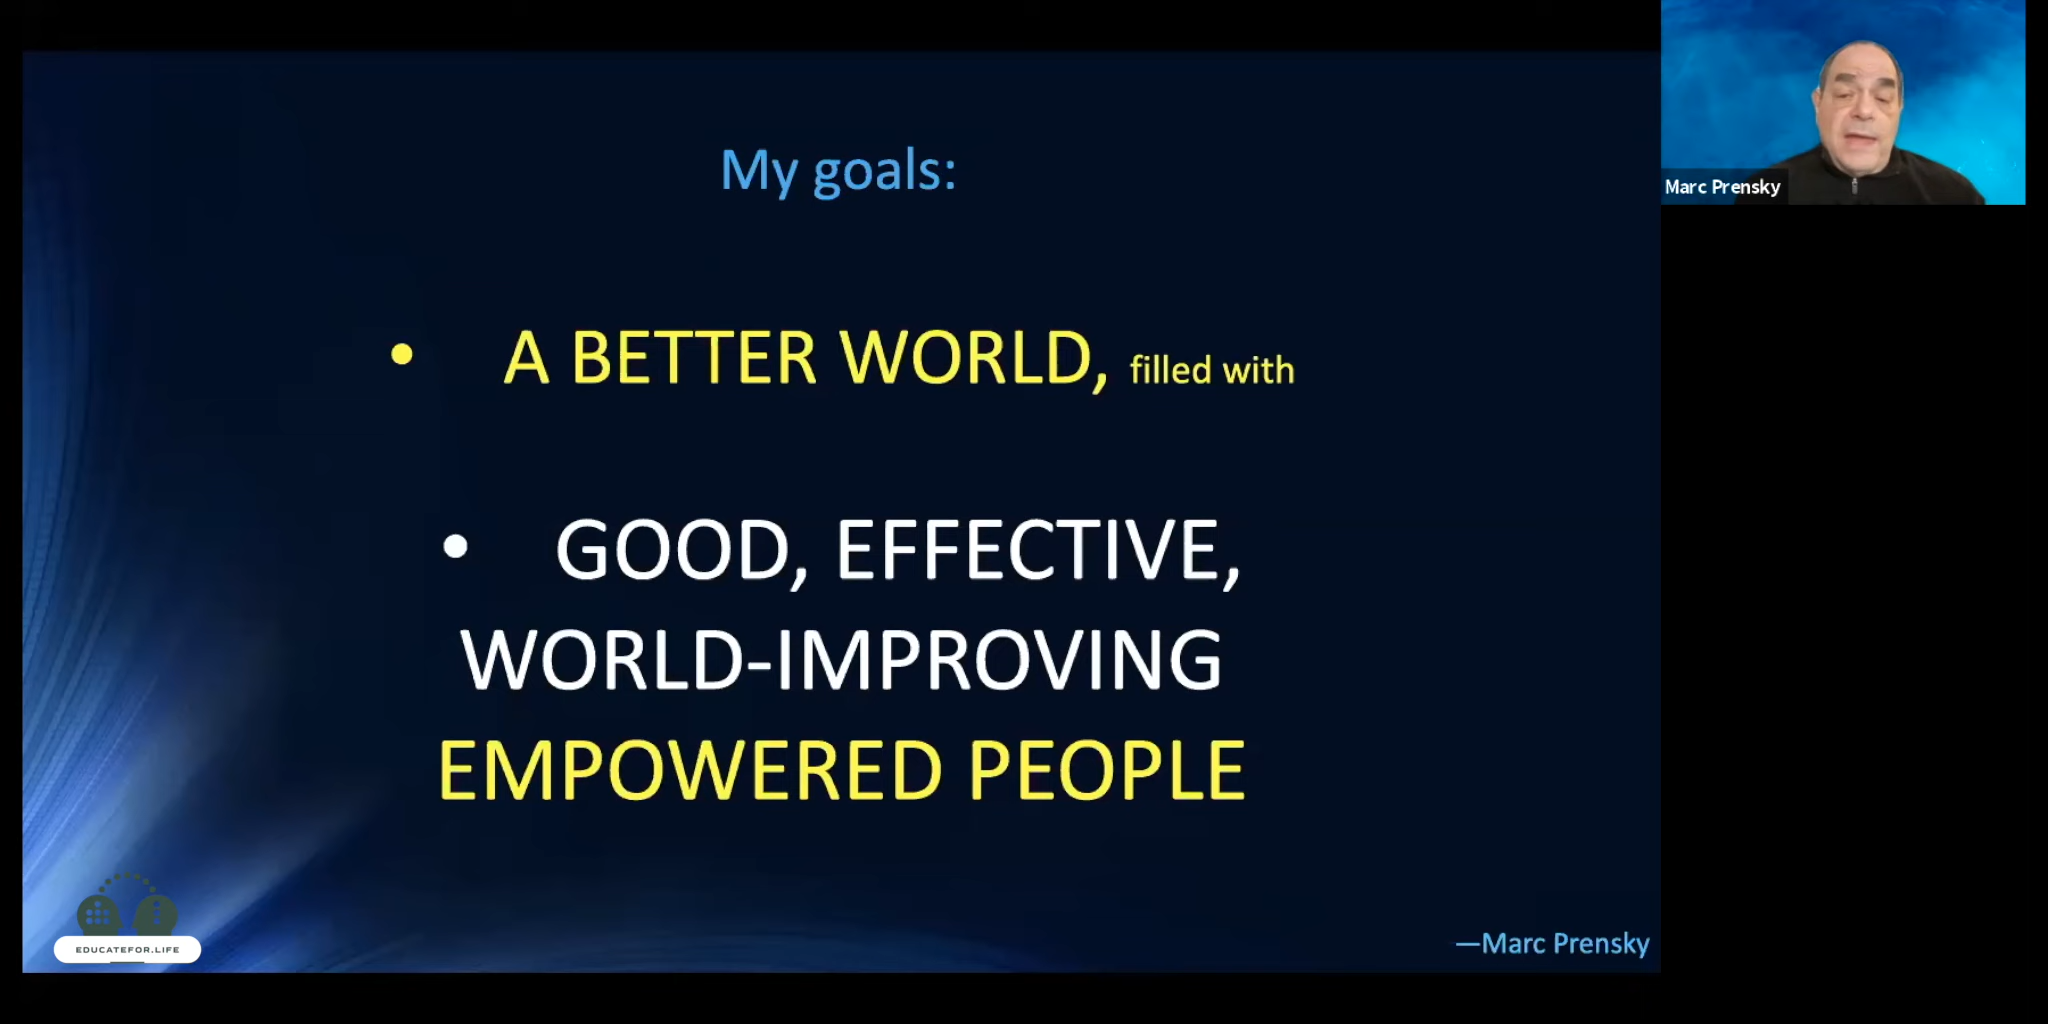 My goals:
• A BETTER WORLD, filled with
• GOOD, EFFECTIVE,
WORLD-IMPROVING
EMPOWERED PEOPLE
—Marc Prensky
EDUCATEFOR.LIFE
Marc Prensky